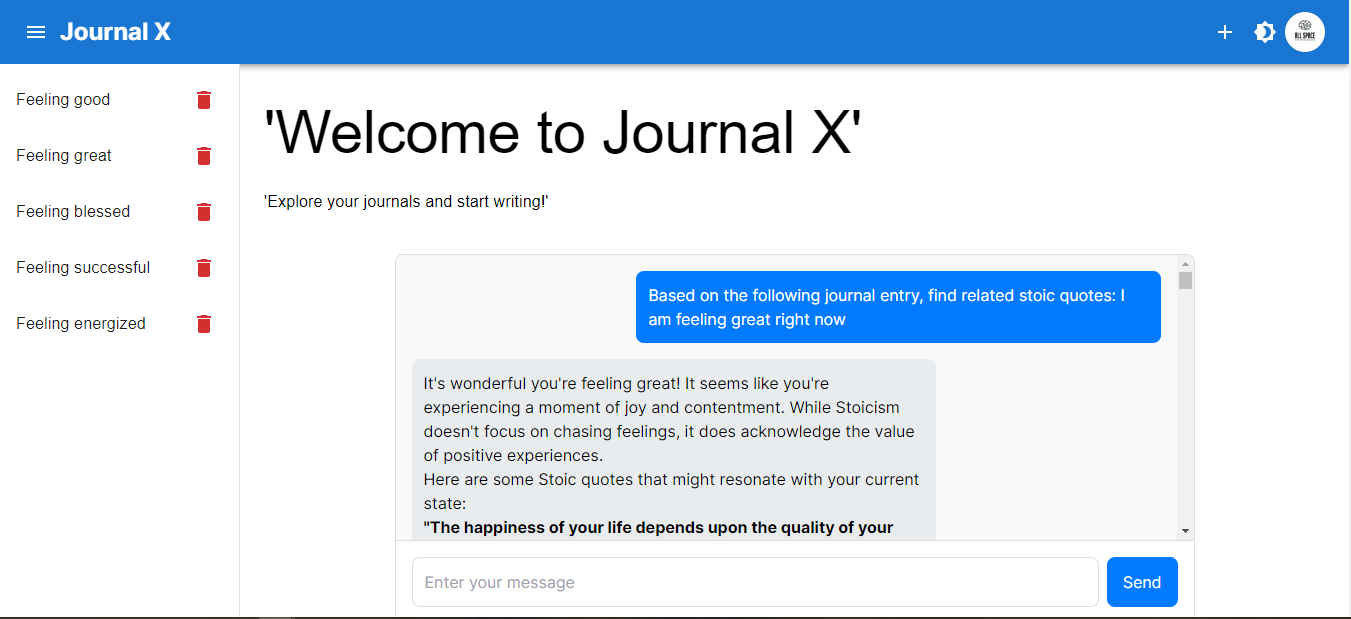 Journal X
ALL SPACE
Feeling good
Feeling great
Feeling blessed
Feeling successful
Feeling energized
'Welcome to Journal X'
'Explore your journals and start writing!'
Based on the following journal entry, find related stoic quotes: I
am feeling great right now
It's wonderful you're feeling great! It seems like you're
experiencing a moment of joy and contentment. While Stoicism
doesn't focus on chasing feelings, it does acknowledge the value
of positive experiences.
Here are some Stoic quotes that might resonate with your current
state:
"The happiness of your life depends upon the quality of your
Enter your message
Send